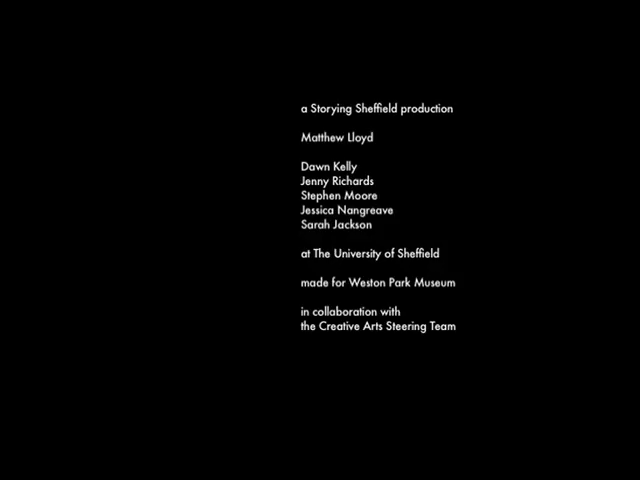 a Storying Sheffield production
Matthew Lloyd
Dawn Kelly
Jenny Richards
Stephen Moore
Jessica Nangreave
Sarah Jackson
at The University of Sheffield
made for Weston Park Museum
in collaboration with
the Creative Arts Steering Team